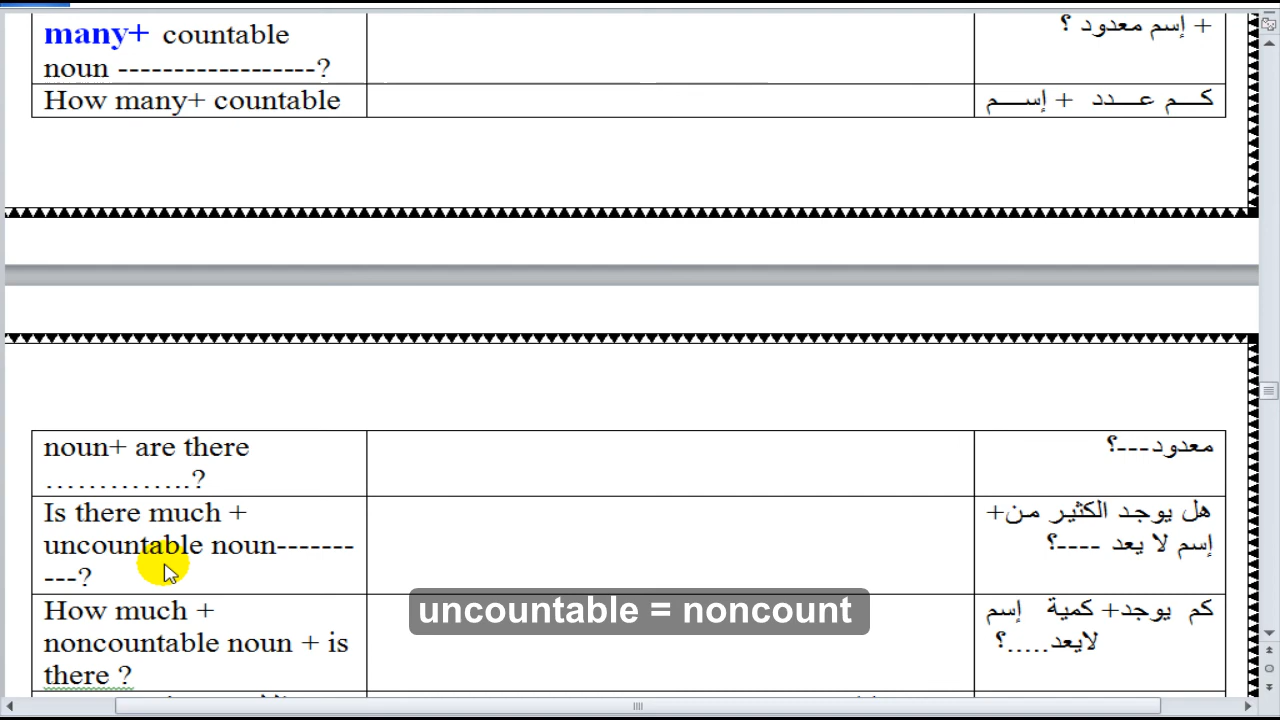 many+ countable
noun ------------------?
+ إسم معدود ؟
How many+ countable
كـــم عـــدد + إســـم
noun+ are there
…………..?
معدود---؟
Is there much +
uncountable noun-------
---?
هل يوجد الكثير من+
إسم لا يعد ----؟
How much +
noncountable noun + is
there ?
كم يوجد+ كمية إسم
لايعد.....؟
uncountable = noncount